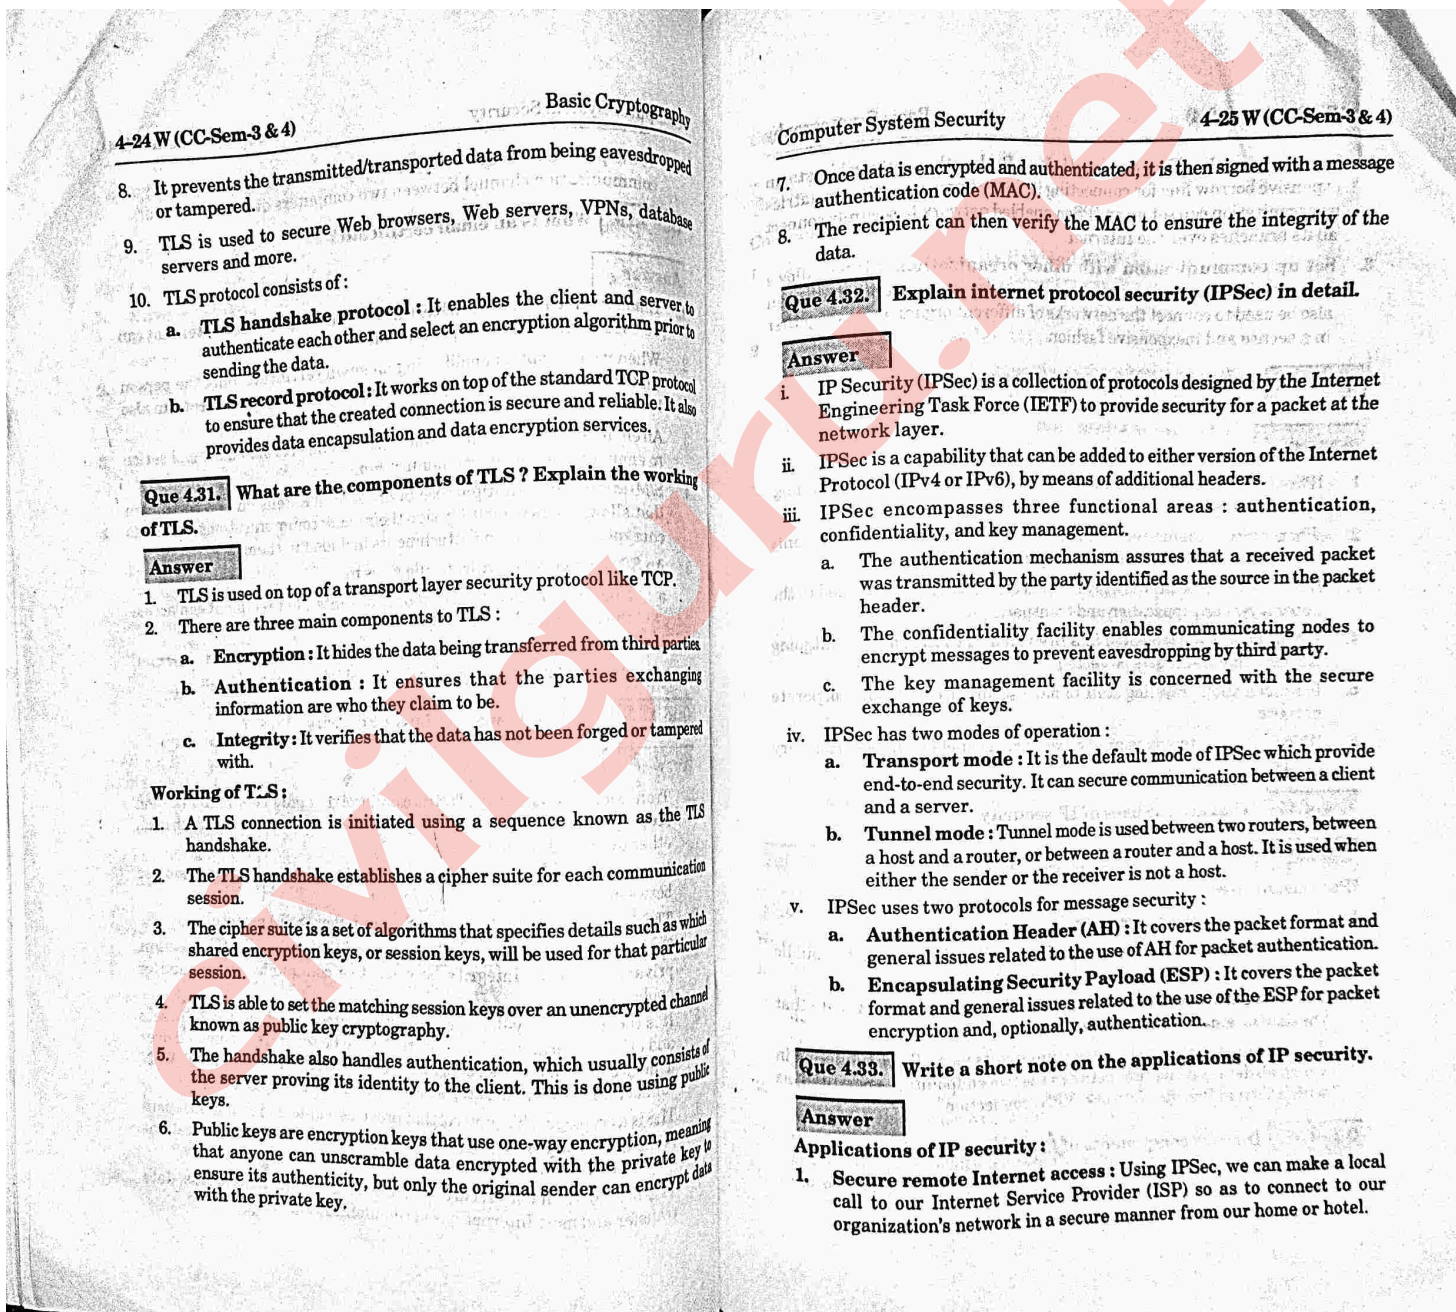 4–24 W (CC-Sem-3 & 4)
Basic Cryptography
8. It prevents the transmitted/transported data from being eavesdropped
or tampered.
9. TLS is used to secure Web browsers, Web servers, VPNs, database
servers and more.
10. TLS protocol consists of :
a. TLS handshake protocol : It enables the client and server to
authenticate each other and select an encryption algorithm prior to
sending the data.
b. TLS record protocol : It works on top of the standard TCP protocol
to ensure that the created connection is secure and reliable. It also
provides data encapsulation and data encryption services.
Que 4.31. What are the components of TLS ? Explain the working
of TLS.
Answer
1. TLS is used on top of a transport layer security protocol like TCP.
2. There are three main components to TLS :
a. Encryption : It hides the data being transferred from third parties.
b. Authentication : It ensures that the parties exchanging
information are who they claim to be.
c. Integrity : It verifies that the data has not been forged or tampered
with.
Working of TLS :
1. A TLS connection is initiated using a sequence known as the TLS
handshake.
2. The TLS handshake establishes a cipher suite for each communication
session.
3. The cipher suite is a set of algorithms that specifies details such as which
shared encryption keys, or session keys, will be used for that particular
session.
4. TLS is able to set the matching session keys over an unencrypted channel
known as public key cryptography.
5. The handshake also handles authentication, which usually consists of
the server proving its identity to the client. This is done using public
keys.
6. Public keys are encryption keys that use one-way encryption, meaning
that anyone can unscramble data encrypted with the private key to
ensure its authenticity, but only the original sender can encrypt data
with the private key.
Computer System Security
4–25 W (CC-Sem-3 & 4)
7. Once data is encrypted and authenticated, it is then signed with a message
authentication code (MAC).
8. The recipient can then verify the MAC to ensure the integrity of the
data.
Que 4.32. Explain internet protocol security (IPSec) in detail.
Answer
i. IP Security (IPSec) is a collection of protocols designed by the Internet
Engineering Task Force (IETF) to provide security for a packet at the
network layer.
ii. IPSec is a capability that can be added to either version of the Internet
Protocol (IPv4 or IPv6), by means of additional headers.
iii. IPSec encompasses three functional areas : authentication,
confidentiality, and key management.
a. The authentication mechanism assures that a received packet
was transmitted by the party identified as the source in the packet
header.
b. The confidentiality facility enables communicating nodes to
encrypt messages to prevent eavesdropping by third party.
c. The key management facility is concerned with the secure
exchange of keys.
iv. IPSec has two modes of operation :
a. Transport mode : It is the default mode of IPSec which provide
end-to-end security. It can secure communication between a client
and a server.
b. Tunnel mode : Tunnel mode is used between two routers, between
a host and a router, or between a router and a host. It is used when
either the sender or the receiver is not a host.
v. IPSec uses two protocols for message security :
a. Authentication Header (AH) : It covers the packet format and
general issues related to the use of AH for packet authentication.
b. Encapsulating Security Payload (ESP) : It covers the packet
format and general issues related to the use of the ESP for packet
encryption and, optionally, authentication.
Que 4.33. Write a short note on the applications of IP security.
Answer
Applications of IP security :
1. Secure remote Internet access : Using IPSec, we can make a local
call to our Internet Service Provider (ISP) so as to connect to our
organization's network in a secure manner from our home or hotel.
civilguru.net